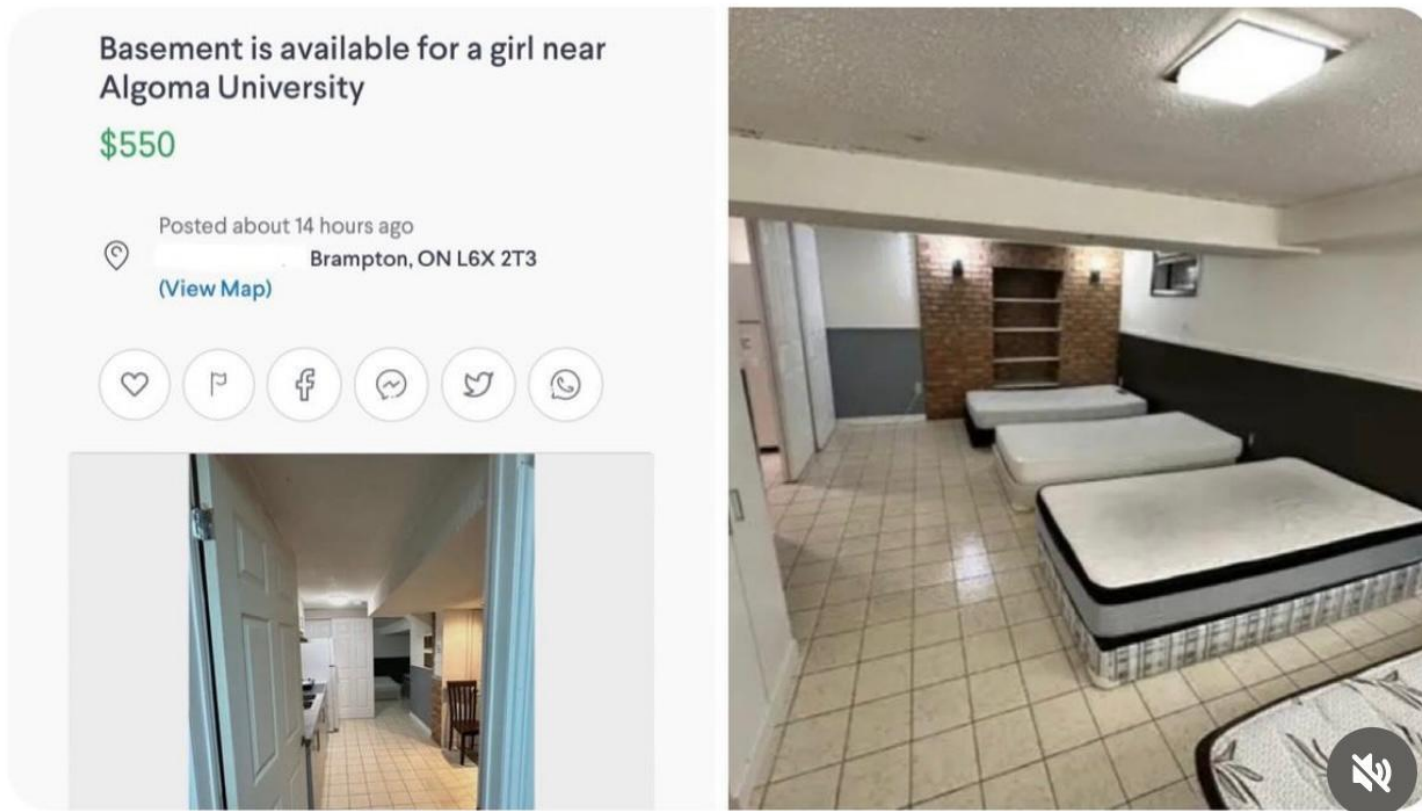 Basement is available for a girl near
Algoma University
$550
Posted about 14 hours ago
Brampton, ON L6X 2T3
(View Map)